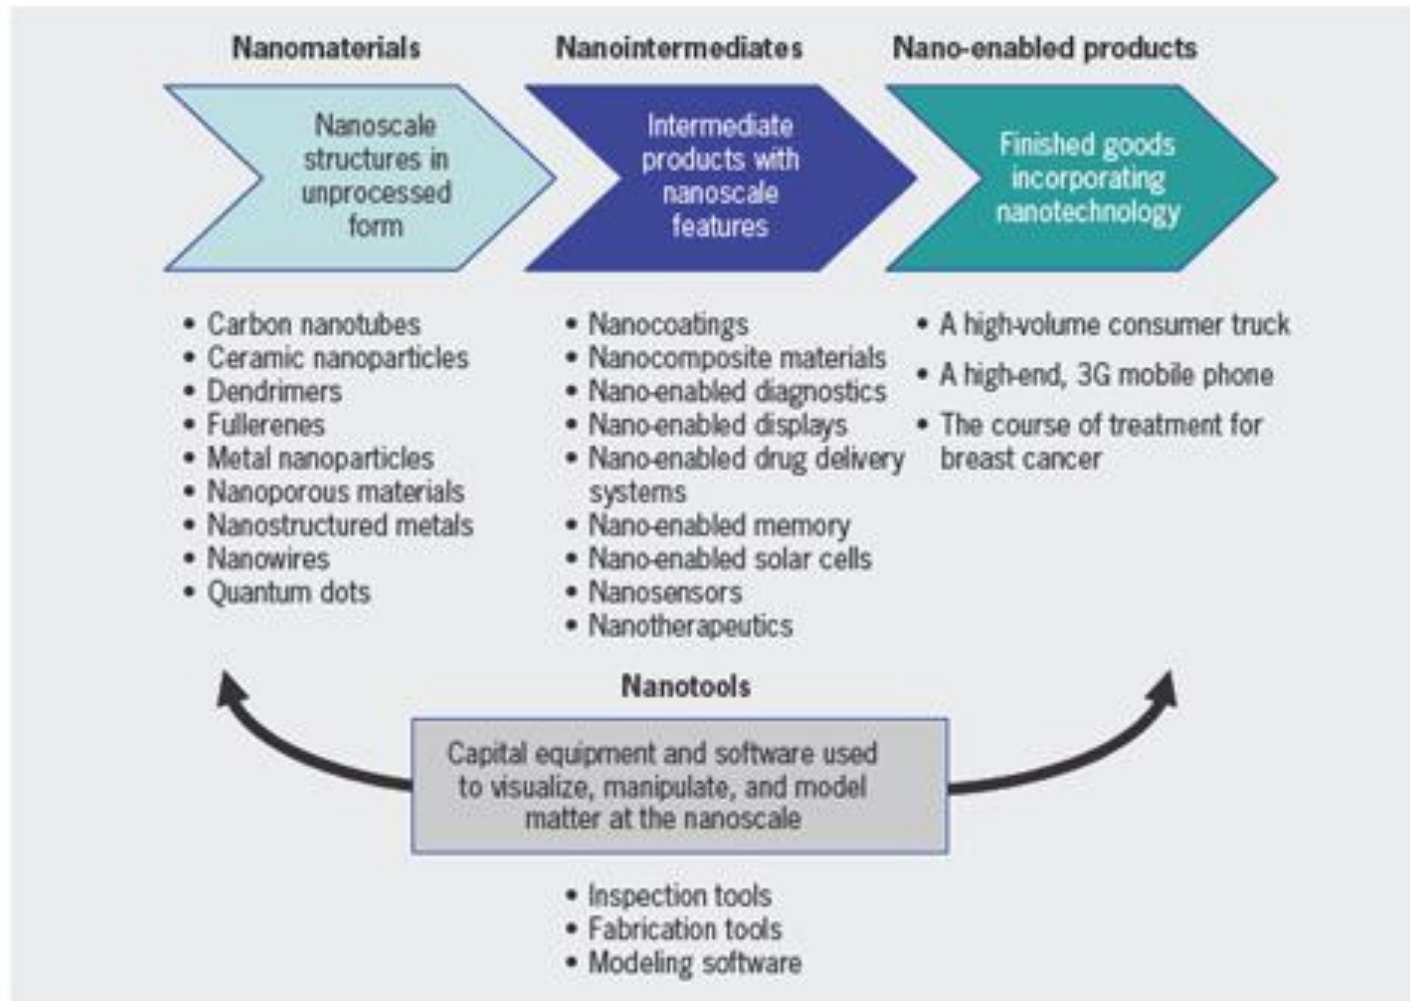 Nanomaterials
Nanointermediates
Nano-enabled products
Nanoscale
structures in
unprocessed
form
Intermediate
products with
nanoscale
features
Finished goods
incorporating
nanotechnology
• Carbon nanotubes
• Ceramic nanoparticles
• Dendrimers
• Fullerenes
• Metal nanoparticles
• Nanoporous materials
• Nanostructured metals
• Nanowires
• Quantum dots
• Nanocoatings
• Nanocomposite materials
• Nano-enabled diagnostics
• Nano-enabled displays
• Nano-enabled drug delivery
systems
• Nano-enabled memory
• Nano-enabled solar cells
• Nanosensors
• Nanotherapeutics
• A high-volume consumer truck
• A high-end, 3G mobile phone
• The course of treatment for
breast cancer
Nanotools
Capital equipment and software used
to visualize, manipulate, and model
matter at the nanoscale
• Inspection tools
• Fabrication tools
• Modeling software